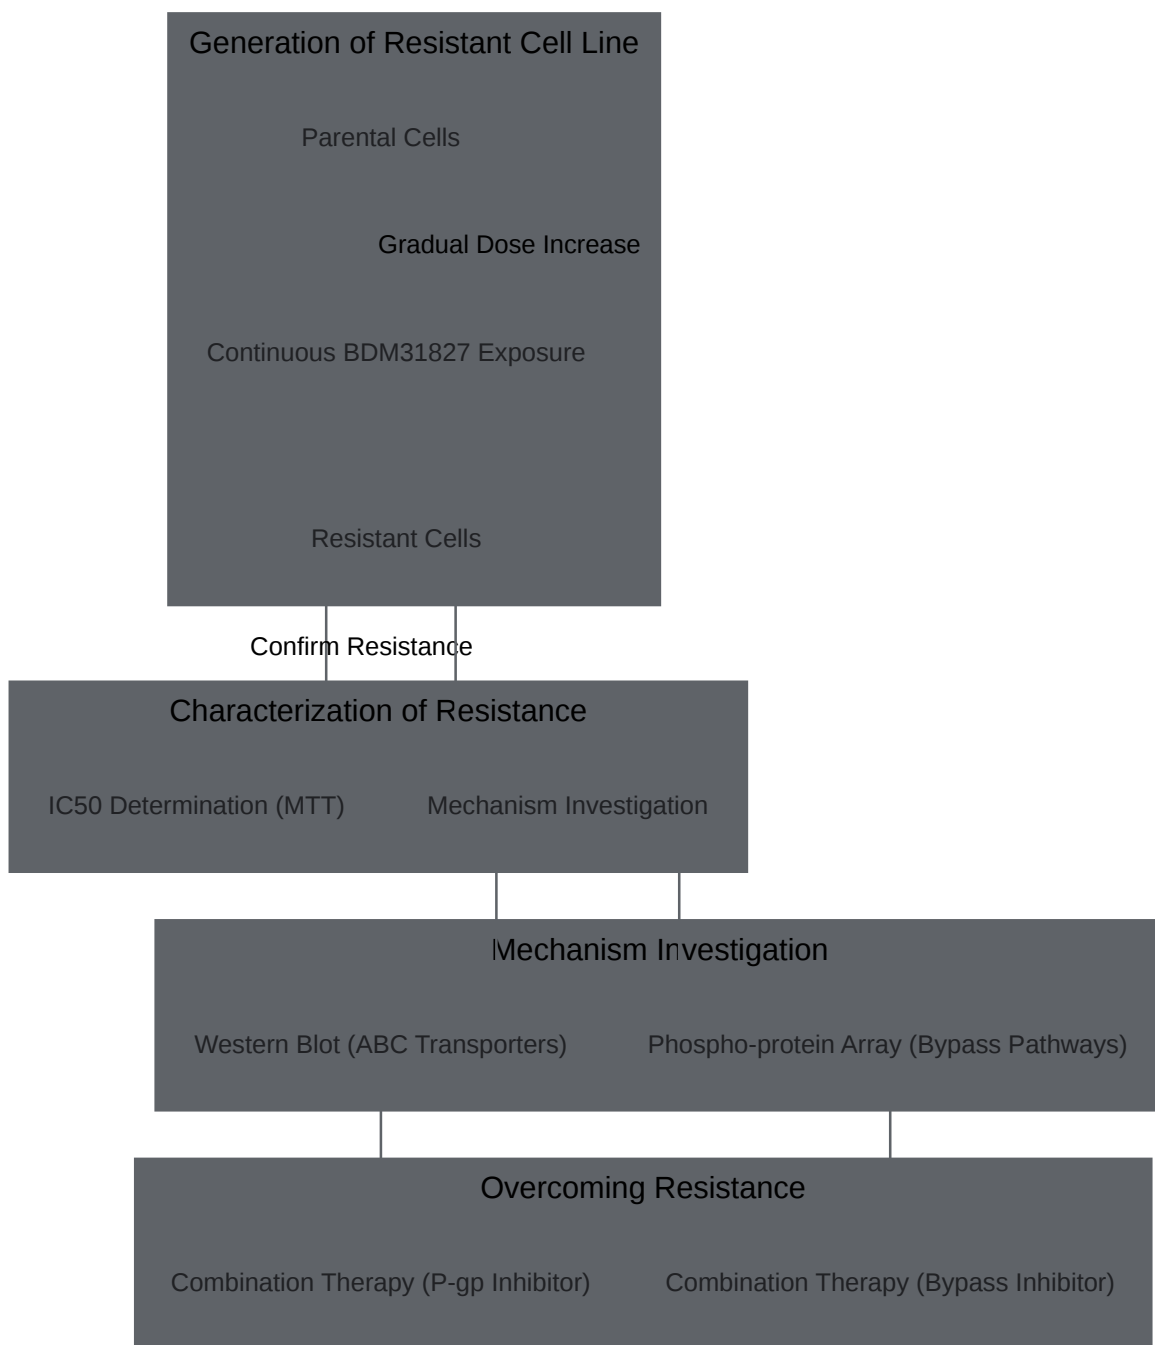 Generation of Resistant Cell Line
Parental Cells
Gradual Dose Increase
Continuous BDM31827 Exposure
Resistant Cells
Confirm Resistance
Characterization of Resistance
IC50 Determination (MTT)
Mechanism Investigation
Mechanism Investigation
Western Blot (ABC Transporters)
Phospho-protein Array (Bypass Pathways)
Overcoming Resistance
Combination Therapy (P-gp Inhibitor)
Combination Therapy (Bypass Inhibitor)